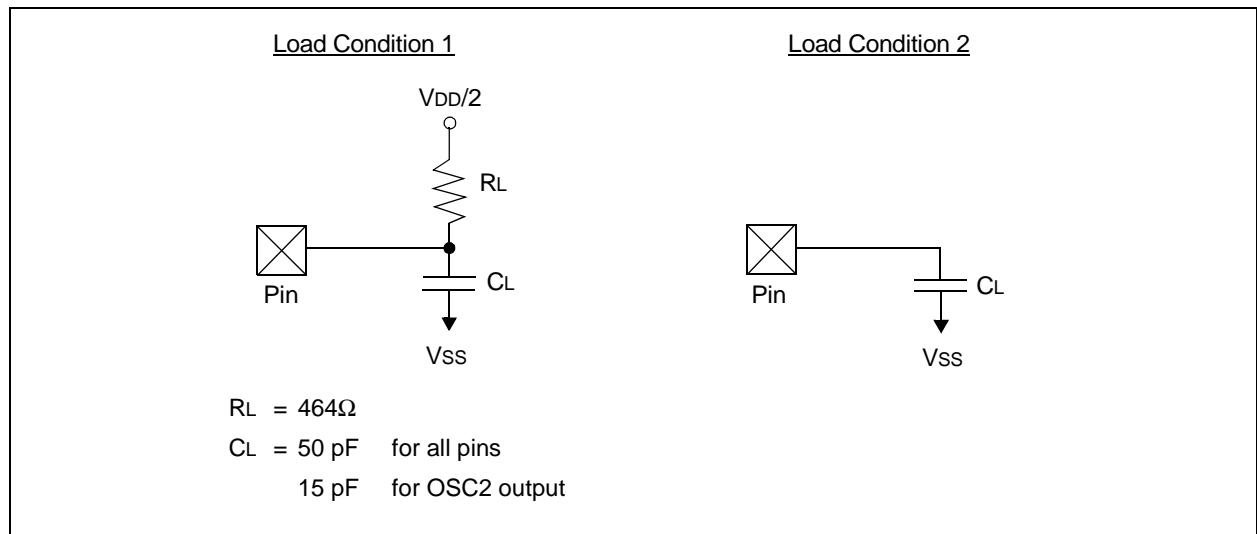 Load Condition 1
Load Condition 2
VDD/2
RL
Pin
CL
VSS
Pin
CL
VSS
RL = 464Ω
CL = 50 pF for all pins
15 pF for OSC2 output